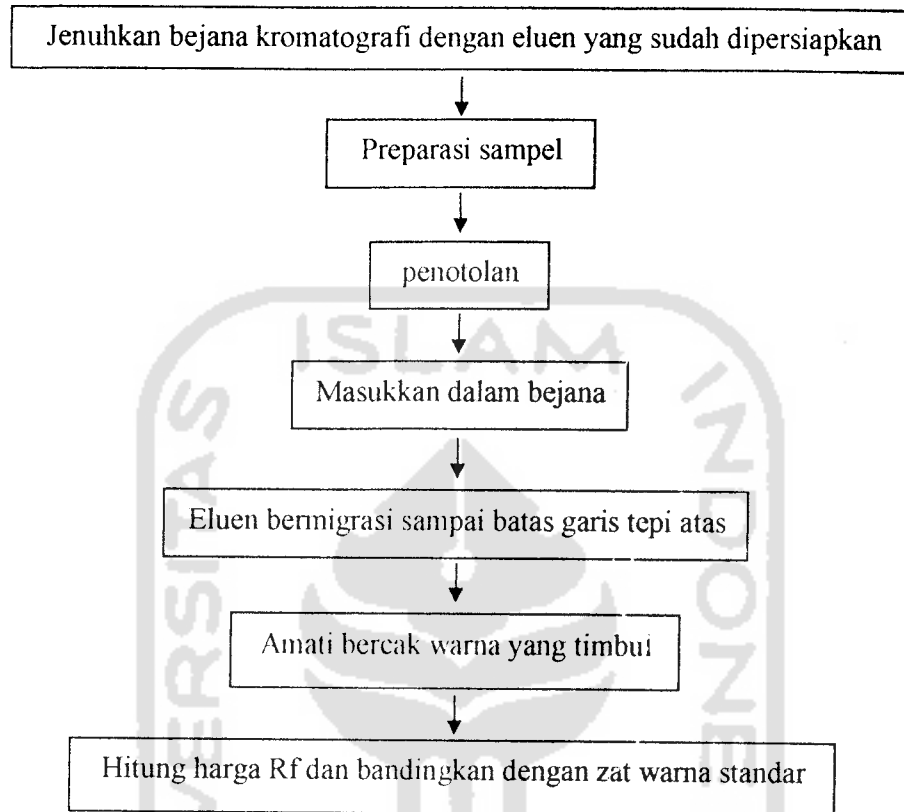 Jenuhkan bejana kromatografi dengan eluen yang sudah dipersiapkan
Preparasi sampel
penotolan
ISLAM
Masukkan dalam bejana
Eluen bermigrasi sampai batas garis tepi atas
Amati bercak warna yang timbul
Hitung harga Rf dan bandingkan dengan zat warna standar